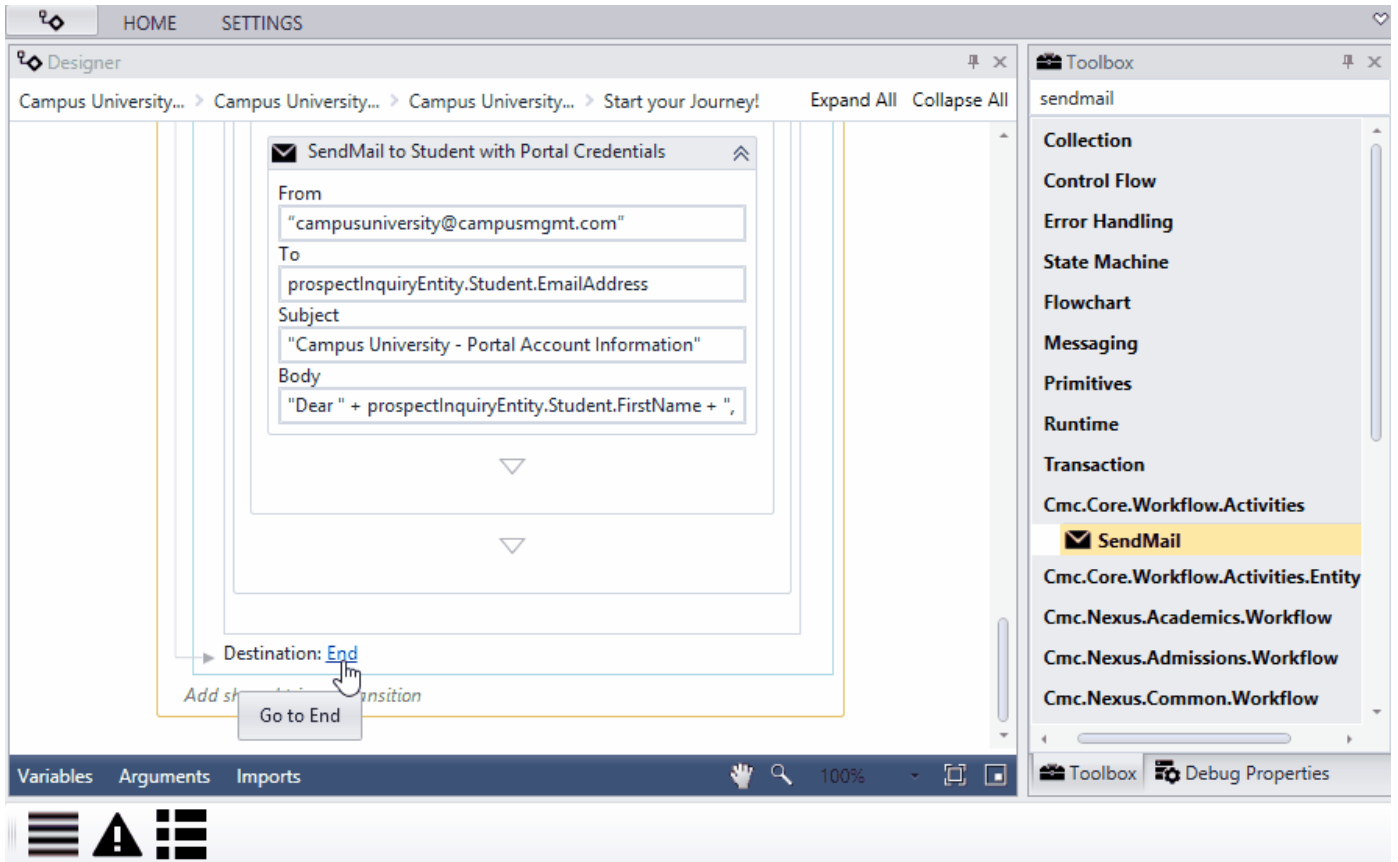 HOME SETTINGS
Designer
Campus University... > Campus University... > Campus University... > Start your Journey! Expand All Collapse All
SendMail to Student with Portal Credentials
From
"campusuniversity@campusmgmt.com"
To
prospectInquiryEntity.Student.EmailAddress
Subject
"Campus University - Portal Account Information"
Body
"Dear " + prospectInquiryEntity.Student.FirstName + ",
Destination: End
Add sh nsition
Go to End
Variables Arguments Imports 100%
Toolbox
sendmail
Collection
Control Flow
Error Handling
State Machine
Flowchart
Messaging
Primitives
Runtime
Transaction
Cmc.Core.Workflow.Activities
SendMail
Cmc.Core.Workflow.Activities.Entity
Cmc.Nexus.Academics.Workflow
Cmc.Nexus.Admissions.Workflow
Cmc.Nexus.Common.Workflow
Toolbox Debug Properties